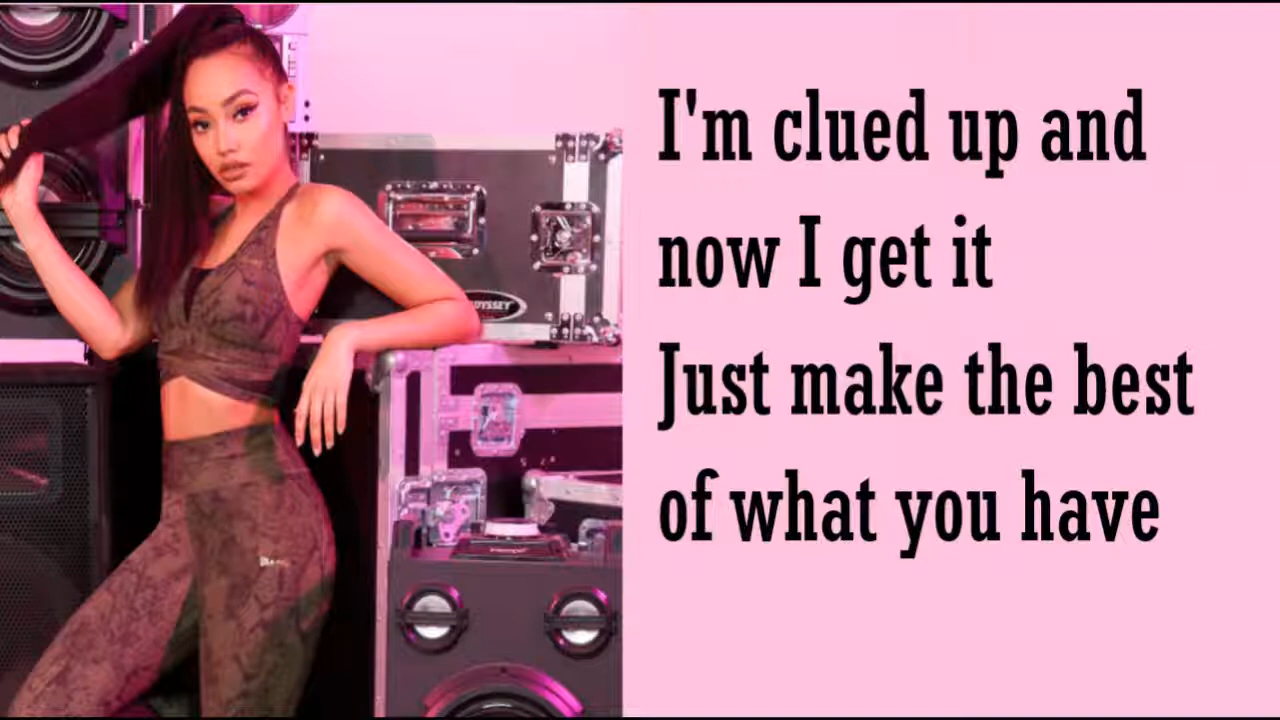 I'm clued up and
now I get it
Just make the best
of what you have